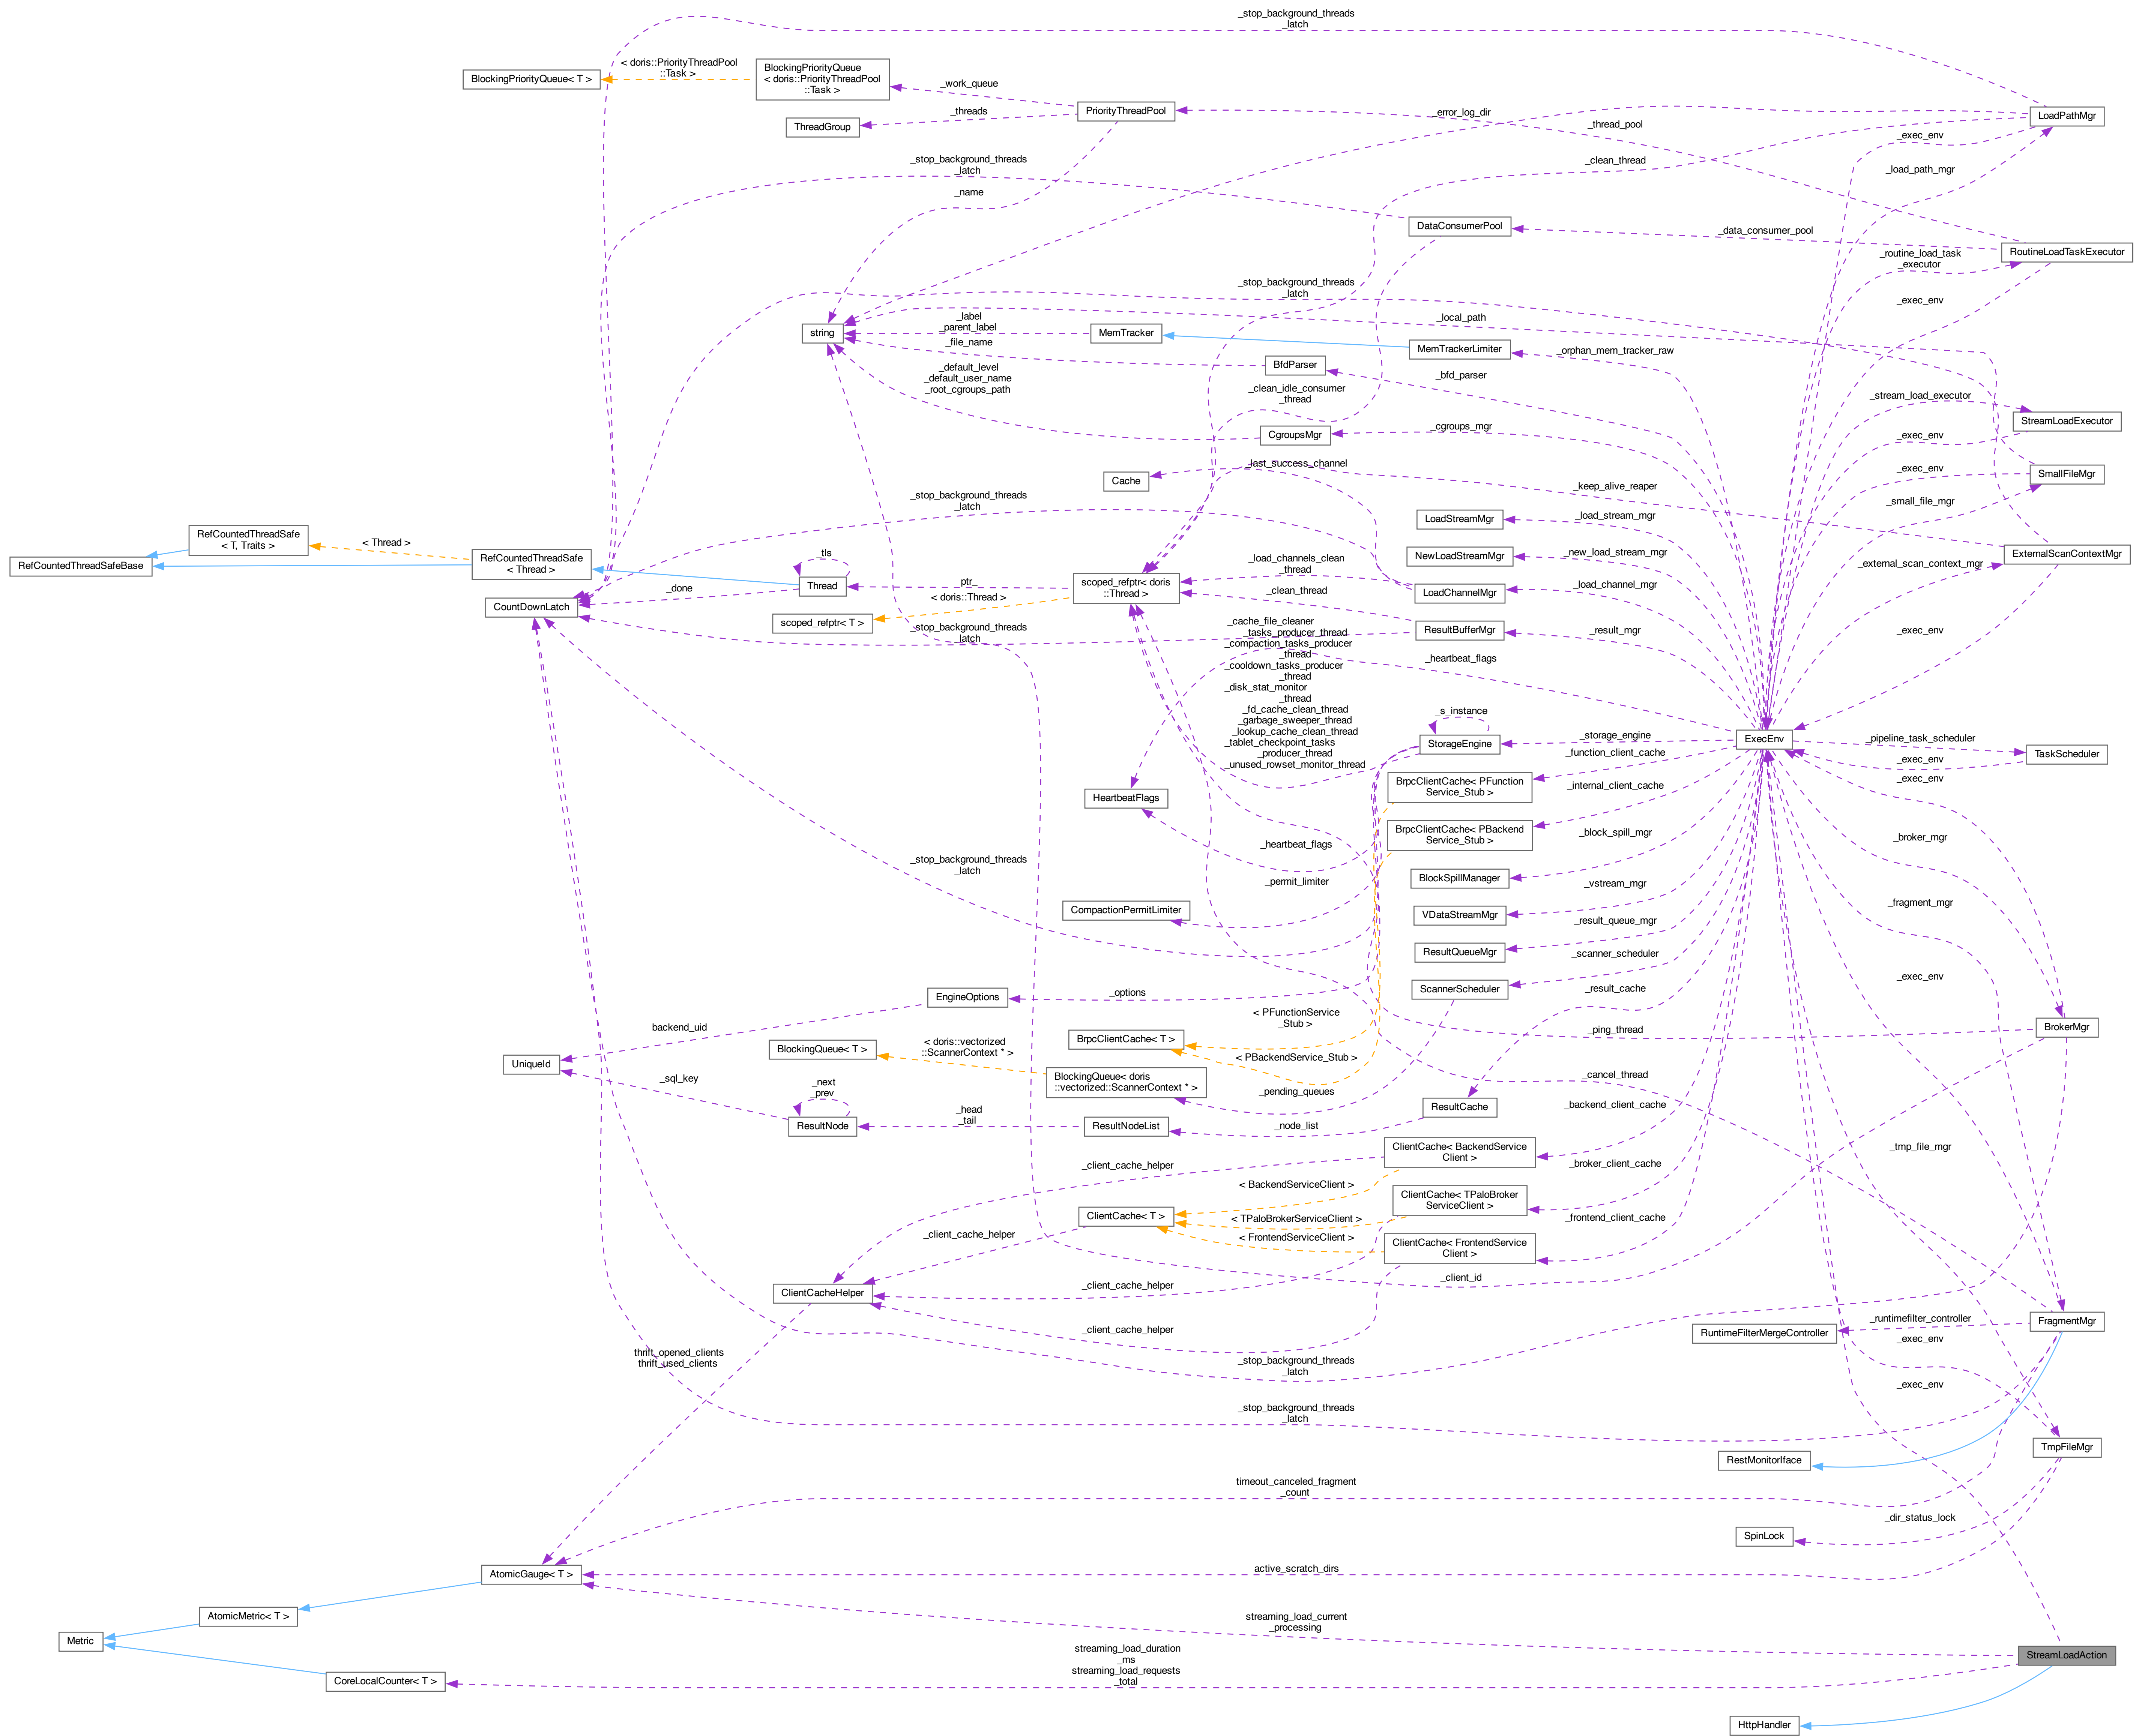 _stop_background_threads
_latch
BlockingPriorityQueue< T >
< doris::PriorityThreadPool
::Task >
BlockingPriorityQueue
< doris::PriorityThreadPool
::Task >
_work_queue
_threads
ThreadGroup
PriorityThreadPool
_error_log_dir
_thread_pool
LoadPathMgr
_exec_env
_stop_background_threads
_latch
_clean_thread
_load_path_mgr
_name
DataConsumerPool
_data_consumer_pool
RoutineLoadTaskExecutor
_routine_load_task
_executor
_stop_background_threads
_latch
_exec_env
string
_label
_parent_label
MemTracker
_local_path
_file_name
MemTrackerLimiter
_orphan_mem_tracker_raw
BfdParser
_bfd_parser
_default_level
_default_user_name
_root_cgroups_path
_clean_idle_consumer
_thread
_stream_load_executor
StreamLoadExecutor
CgroupsMgr
_cgroups_mgr
_exec_env
last_success_channel
Cache
_exec_env
SmallFileMgr
_keep_alive_reaper
_small_file_mgr
_stop_background_threads
_latch
LoadStreamMgr
_load_stream_mgr
RefCountedThreadSafe
< T, Traits >
< Thread >
RefCountedThreadSafeBase
RefCountedThreadSafe
< Thread >
_tls
Thread
_ptr_
scoped_refptr< doris
::Thread >
_load_channels_clean
_thread
NewLoadStreamMgr
_new_load_stream_mgr
ExternalScanContextMgr
_external_scan_context_mgr
_load_channel_mgr
LoadChannelMgr
_done
_clean_thread
CountDownLatch
< doris::Thread >
scoped_refptr< T >
_stop_background_threads
_latch
_cache_file_cleaner
_tasks_producer_thread
_compaction_tasks_producer
_thread
_cooldown_tasks_producer
_thread
_disk_stat_monitor
_thread
_fd_cache_clean_thread
_garbage_sweeper_thread
_lookup_cache_clean_thread
_tablet_checkpoint_tasks
_producer_thread
_unused_rowset_monitor_thread
ResultBufferMgr
_result_mgr
_exec_env
_heartbeat_flags
_s_instance
StorageEngine
_storage_engine
ExecEnv
_pipeline_task_scheduler
TaskScheduler
_function_client_cache
_exec_env
_exec_env
BrpcClientCache< PFunction
Service_Stub >
_internal_client_cache
HeartbeatFlags
BrpcClientCache< PBackend
Service_Stub >
_block_spill_mgr
_broker_mgr
_heartbeat_flags
_stop_background_threads
_latch
_permit_limiter
BlockSpillManager
_vstream_mgr
CompactionPermitLimiter
VDataStreamMgr
_fragment_mgr
_result_queue_mgr
ResultQueueMgr
_scanner_scheduler
_exec_env
EngineOptions
_options
ScannerScheduler
_result_cache
backend_uid
< PFunctionService
_Stub >
_ping_thread
BrokerMgr
BrpcClientCache< T >
BlockingQueue< T >
< doris::vectorized
::ScannerContext * >
< PBackendService_Stub >
UniqueId
_sql_key
_next
_prev
BlockingQueue< doris
::vectorized::ScannerContext * >
_cancel_thread
_pending_queues
_backend_client_cache
ResultCache
ResultNode
_head
_tail
ResultNodeList
_node_list
ClientCache< BackendService
Client >
_tmp_file_mgr
_client_cache_helper
_broker_client_cache
< BackendServiceClient >
ClientCache< TPaloBroker
ServiceClient >
ClientCache< T >
< TPaloBrokerServiceClient >
_frontend_client_cache
_client_cache_helper
< FrontendServiceClient >
ClientCache< FrontendService
Client >
_client_id
_client_cache_helper
ClientCacheHelper
_runtimefilter_controller
FragmentMgr
_client_cache_helper
RuntimeFilterMergeController
_exec_env
thrift_opened_clients
thrift_used_clients
_stop_background_threads
_latch
_exec_env
_stop_background_threads
_latch
TmpFileMgr
RestMonitorIface
timeout_canceled_fragment
_count
_dir_status_lock
SpinLock
active_scratch_dirs
AtomicGauge< T >
AtomicMetric< T >
streaming_load_current
_processing
Metric
streaming_load_duration
_ms
streaming_load_requests
_total
StreamLoadAction
CoreLocalCounter< T >
HttpHandler